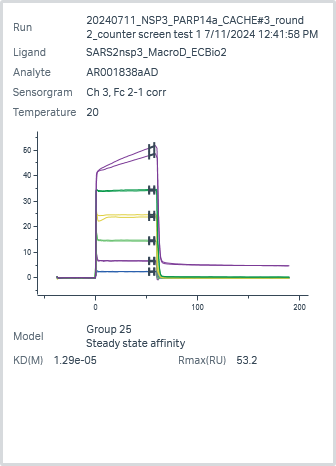 Run 20240711_NSP3_PARP14a_CACHE#3_round
2_counter screen test 1 7/11/2024 12:41:58 PM
Ligand SARS2nsp3_MacroD_ECBio2
Analyte AR001838aAD
Sensorgram Ch 3, Fc 2-1 corr
Temperature 20
60
50
40
30
20
10
0
0 100 200
Model Group 25
Steady state affinity
KD(M) 1.29e-05 Rmax(RU) 53.2